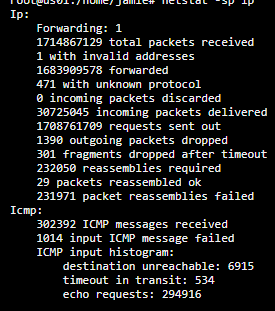 root@us01:/home/jamie# netstat -sp ip
Ip:
    Forwarding: 1
    1714867129 total packets received
    1 with invalid addresses
    1683909578 forwarded
    471 with unknown protocol
    0 incoming packets discarded
    30725045 incoming packets delivered
    1708761709 requests sent out
    1390 outgoing packets dropped
    301 fragments dropped after timeout
    232050 reassemblies required
    29 packets reassembled ok
    231971 packet reassemblies failed
Icmp:
    302392 ICMP messages received
    1014 input ICMP message failed
    ICMP input histogram:
        destination unreachable: 6915
        timeout in transit: 534
        echo requests: 294916